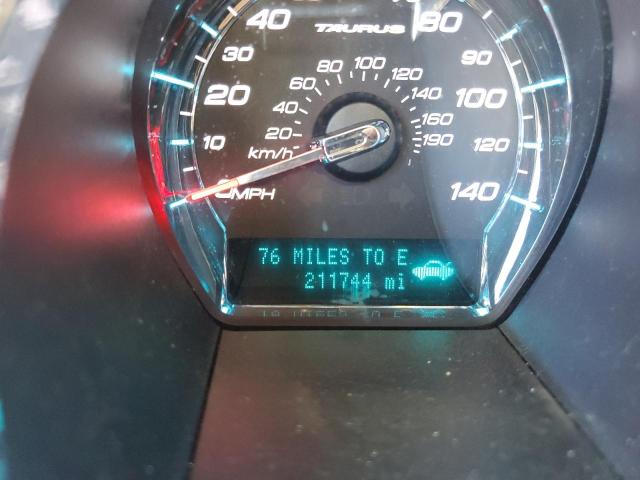 40 TAURUS 80
30 90
20 100
10 120
MPH 140
80 100
60 120
40 140
20 160
km/h 190
76 MILES TO E
211744 mi